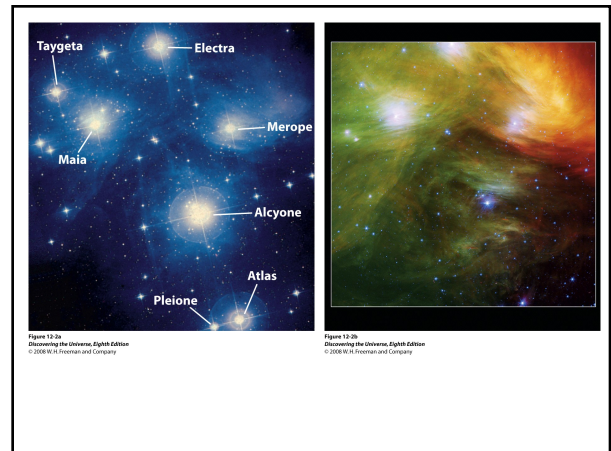 Taygeta
Electra
Merope
Maia
Alcyone
Atlas
Pleione
Figure 12-2a
Discovering the Universe, Eighth Edition
© 2008 W. H. Freeman and Company
Figure 12-2b
Discovering the Universe, Eighth Edition
© 2008 W. H. Freeman and Company